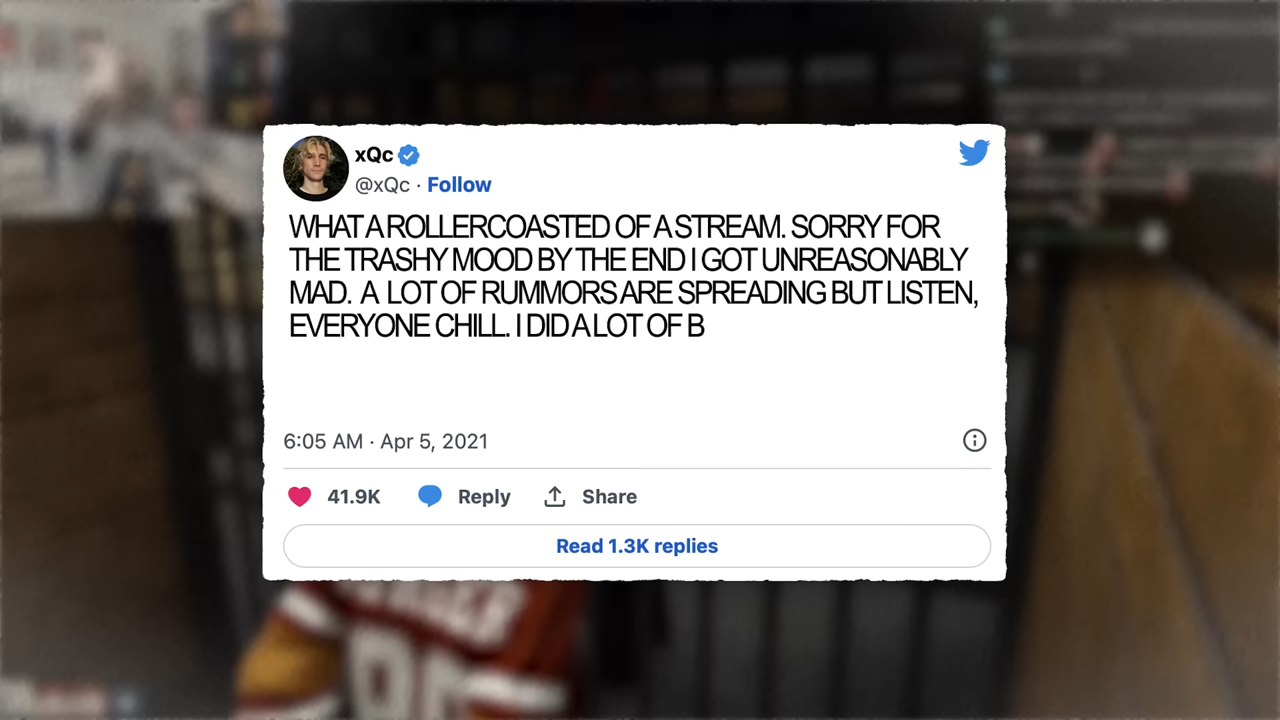 xQc
@xQc · Follow
WHAT A ROLLERCOASTED OF A STREAM. SORRY FOR
THE TRASHY MOOD BY THE END I GOT UNREASONABLY
MAD. A LOT OF RUMMORS ARE SPREADING BUT LISTEN,
EVERYONE CHILL. I DID A LOT OF B
6:05 AM · Apr 5, 2021
41.9K Reply Share
Read 1.3K replies